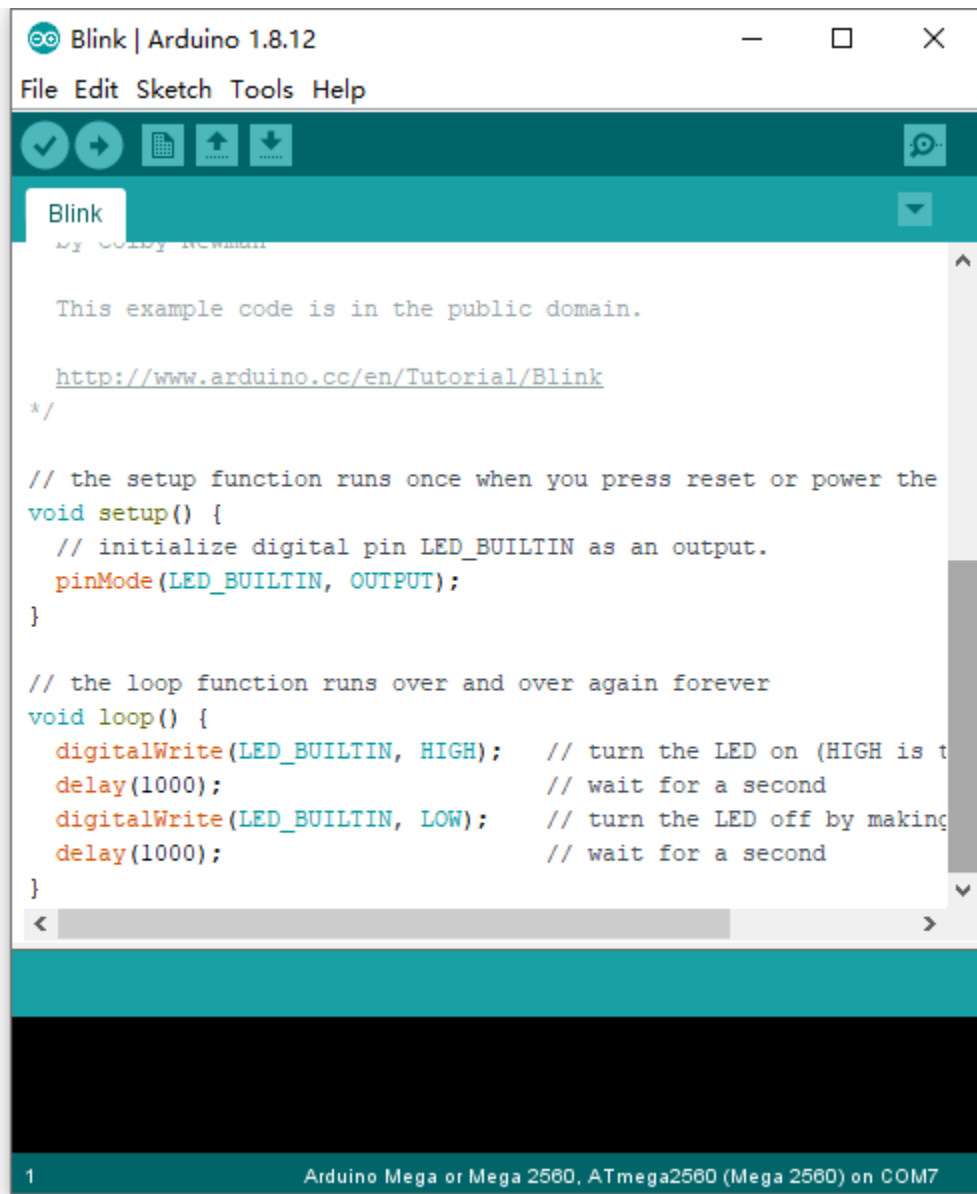 Blink | Arduino 1.8.12
File Edit Sketch Tools Help
Blink
by Colby Newman
This example code is in the public domain.
http://www.arduino.cc/en/Tutorial/Blink
*/
// the setup function runs once when you press reset or power the
void setup() {
  // initialize digital pin LED_BUILTIN as an output.
  pinMode(LED_BUILTIN, OUTPUT);
}
// the loop function runs over and over again forever
void loop() {
  digitalWrite(LED_BUILTIN, HIGH);   // turn the LED on (HIGH is t
  delay(1000);                       // wait for a second
  digitalWrite(LED_BUILTIN, LOW);    // turn the LED off by making
  delay(1000);                       // wait for a second
}
1 Arduino Mega or Mega 2560, ATmega2560 (Mega 2560) on COM7